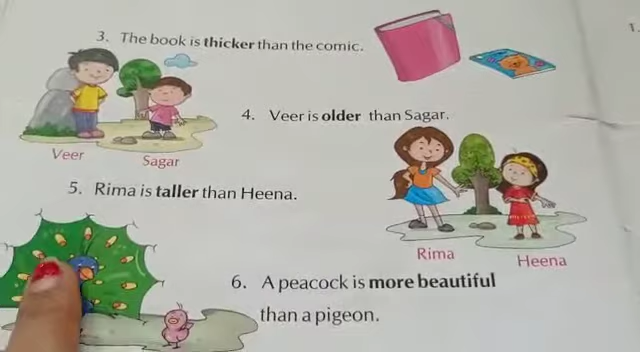 3. The book is thicker than the comic.
4. Veer is older than Sagar.
Veer
Sagar
5. Rima is taller than Heena.
Rima
Heena
6. A peacock is more beautiful
than a pigeon.
1.